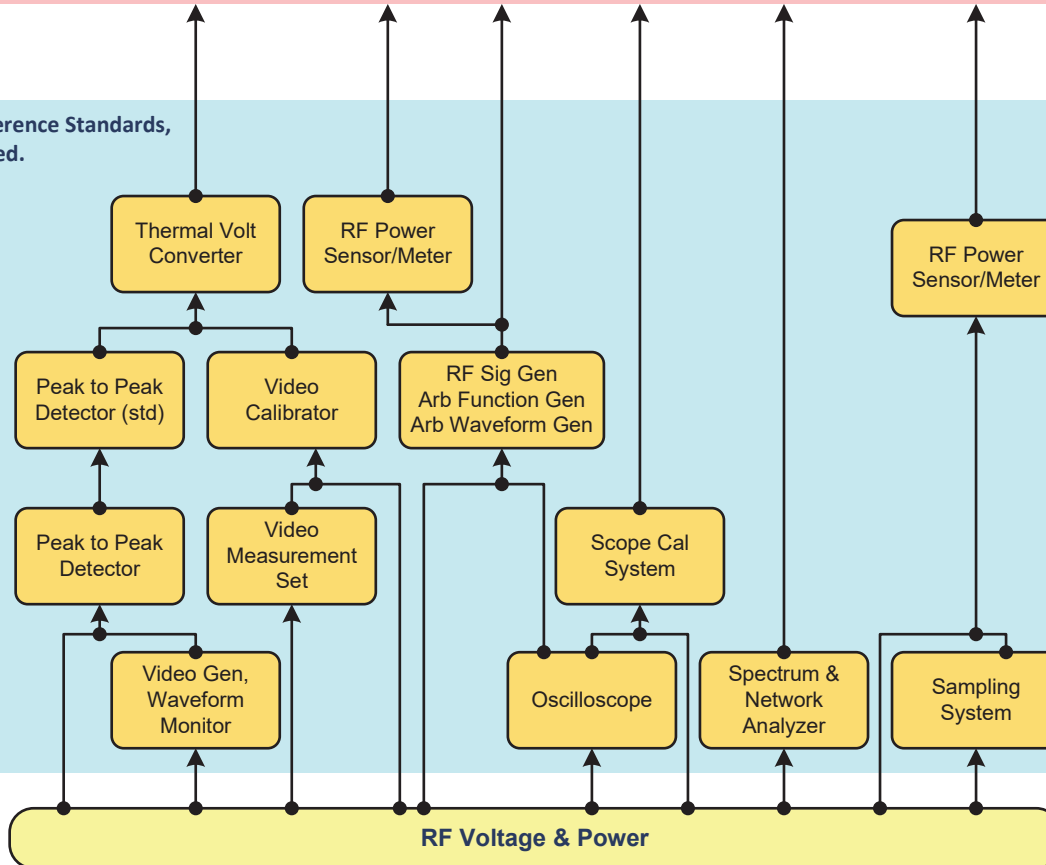 erence Standards,
ed.
Thermal Volt
Converter
RF Power
Sensor/Meter
RF Power
Sensor/Meter
Peak to Peak
Detector (std)
Video
Calibrator
RF Sig Gen
Arb Function Gen
Arb Waveform Gen
Peak to Peak
Detector
Video
Measurement
Set
Scope Cal
System
Video Gen,
Waveform
Monitor
Oscilloscope
Spectrum &
Network
Analyzer
Sampling
System
RF Voltage & Power